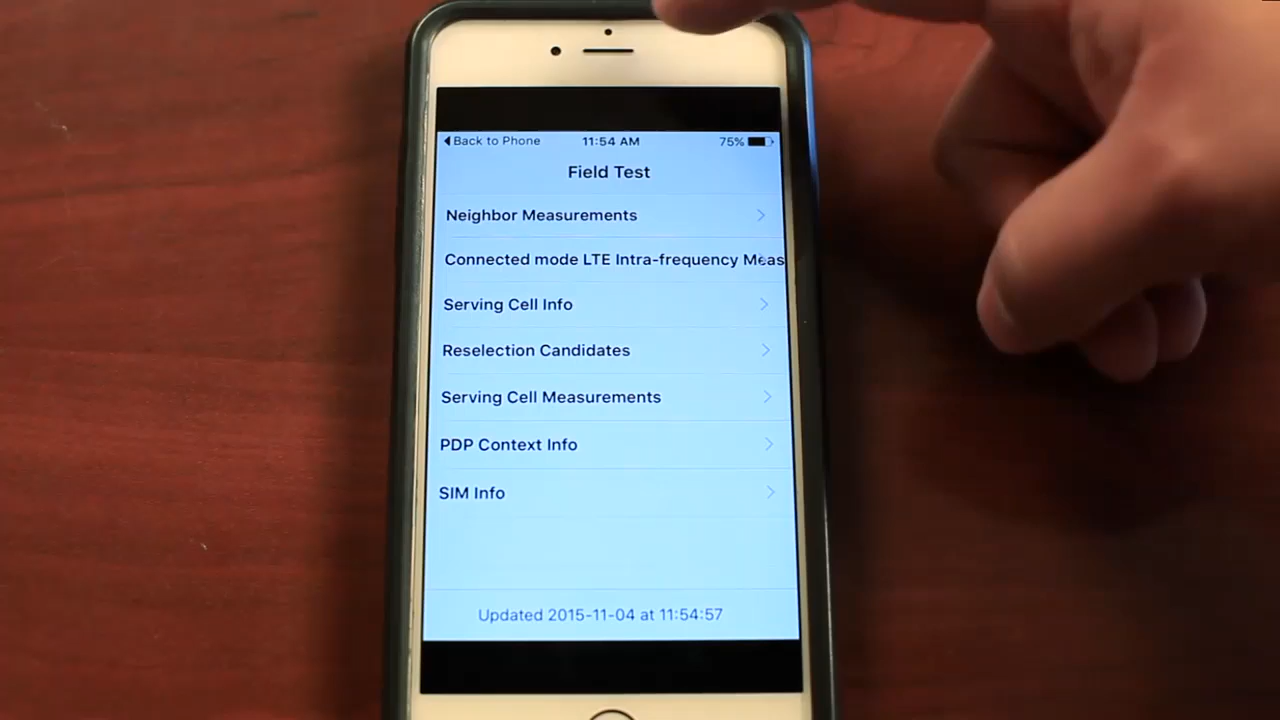 Back to Phone 11:54 AM 75%
Field Test
Neighbor Measurements
Connected mode LTE Intra-frequency Meas
Serving Cell Info
Reselection Candidates
Serving Cell Measurements
PDP Context Info
SIM Info
Updated 2015-11-04 at 11:54:57